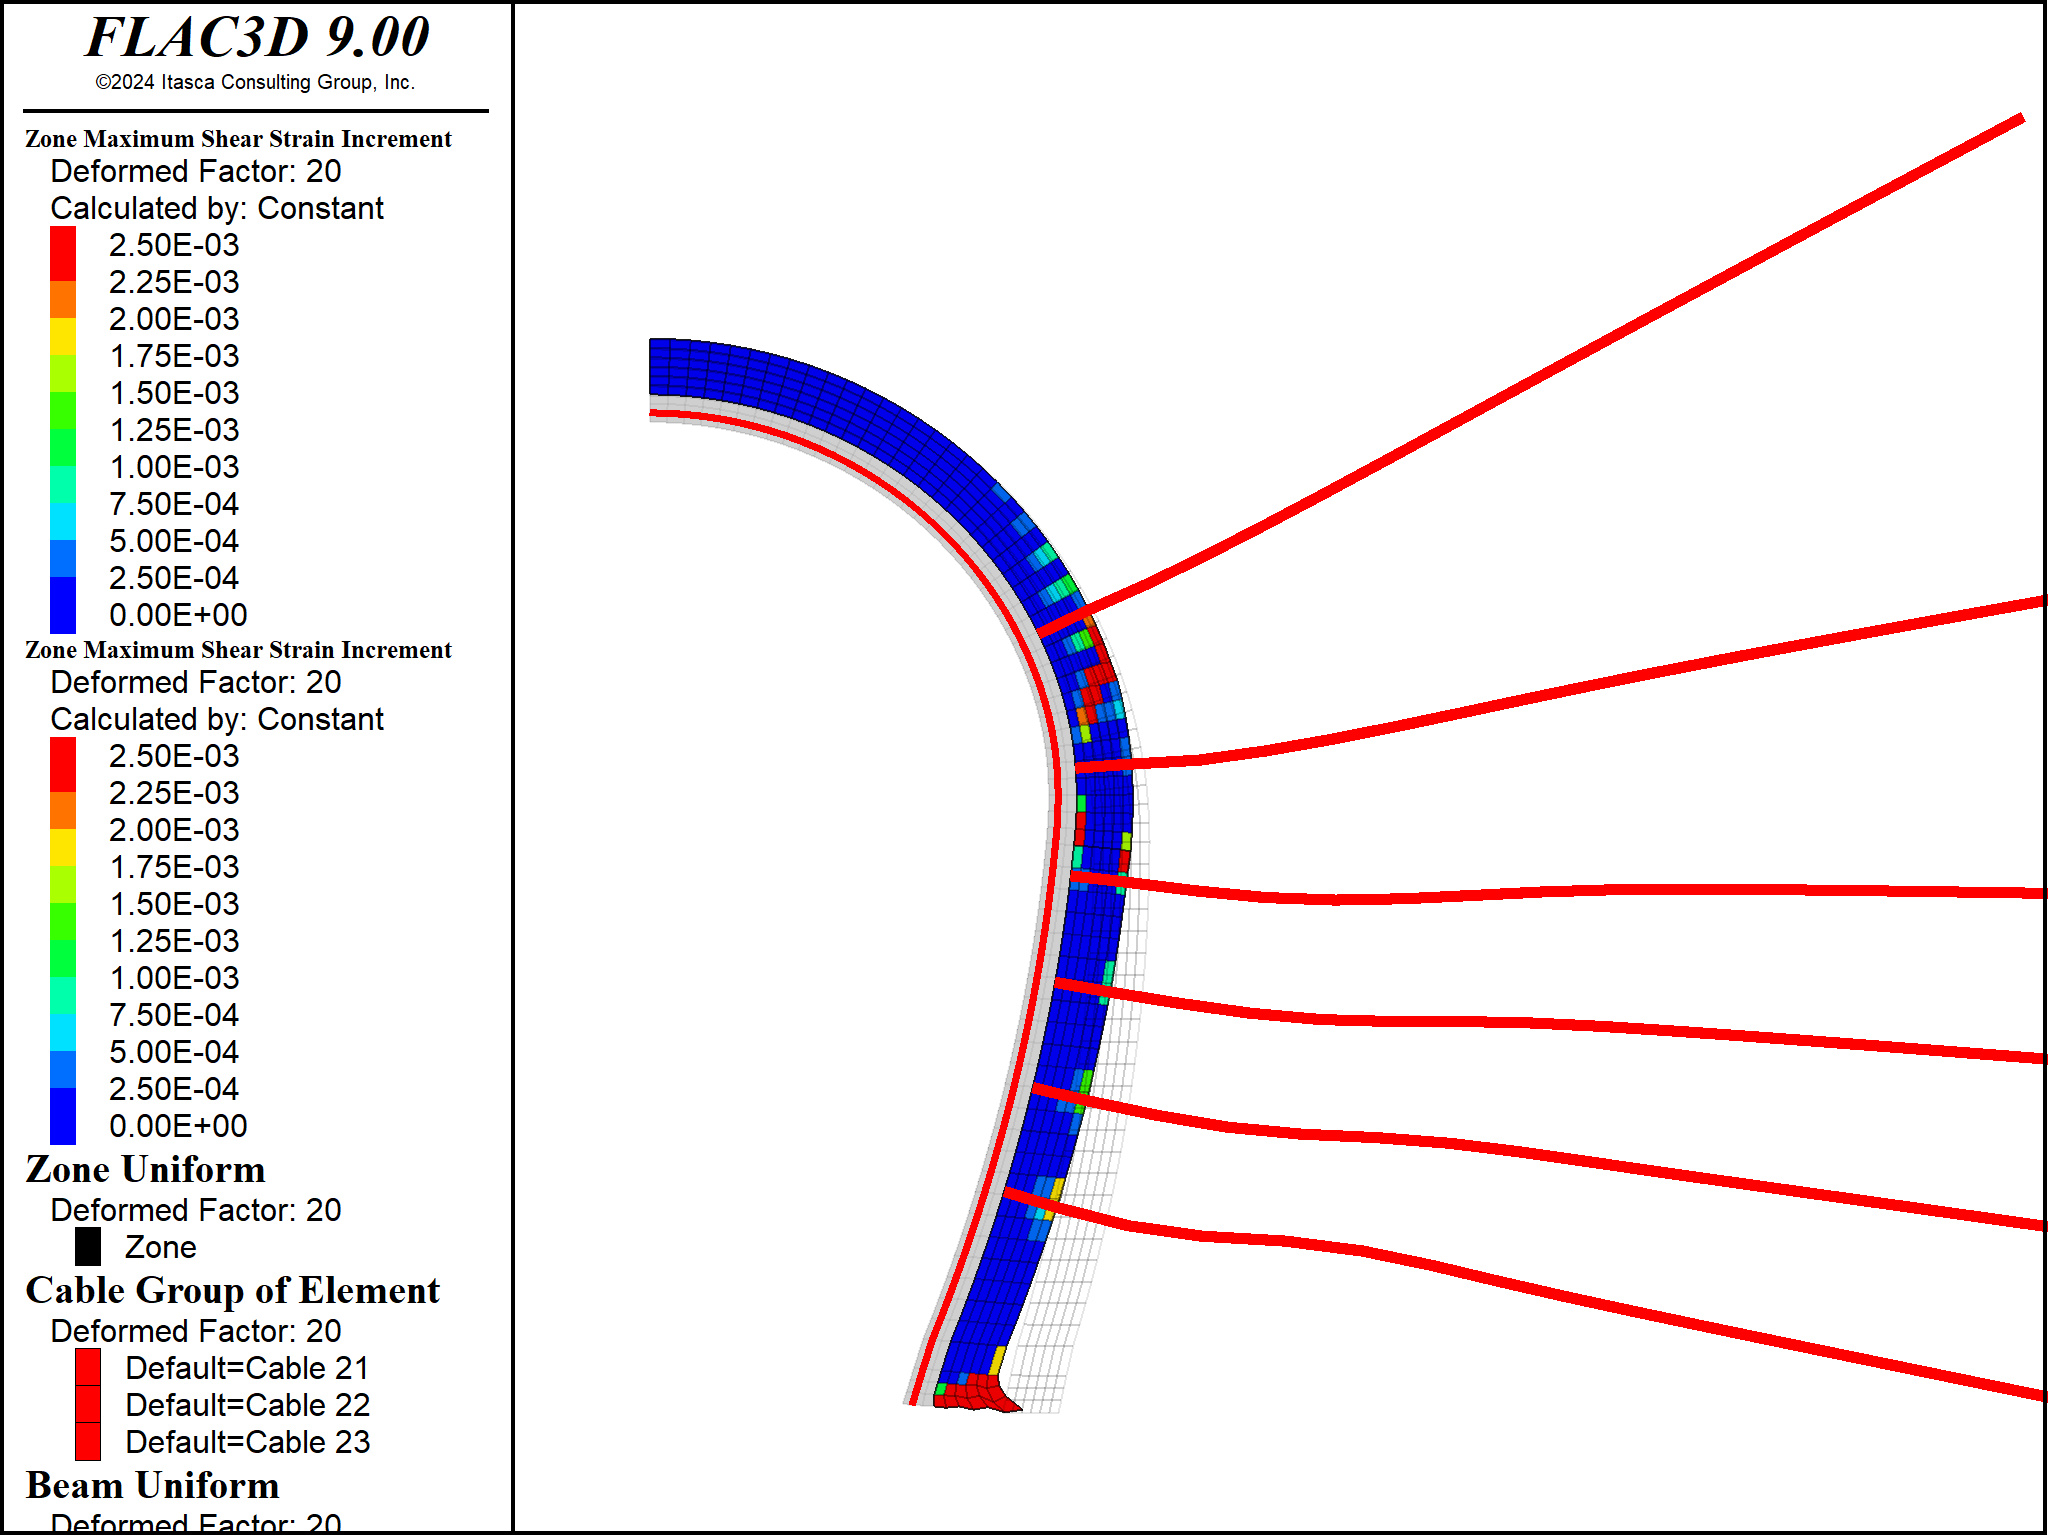 FLAC3D 9.00
©2024 Itasca Consulting Group, Inc.
Zone Maximum Shear Strain Increment
Deformed Factor: 20
Calculated by: Constant
2.50E-03
2.25E-03
2.00E-03
1.75E-03
1.50E-03
1.25E-03
1.00E-03
7.50E-04
5.00E-04
2.50E-04
0.00E+00
Zone Maximum Shear Strain Increment
Deformed Factor: 20
Calculated by: Constant
2.50E-03
2.25E-03
2.00E-03
1.75E-03
1.50E-03
1.25E-03
1.00E-03
7.50E-04
5.00E-04
2.50E-04
0.00E+00
Zone Uniform
Deformed Factor: 20
Zone
Cable Group of Element
Deformed Factor: 20
Default=Cable 21
Default=Cable 22
Default=Cable 23
Beam Uniform
Deformed Factor: 20